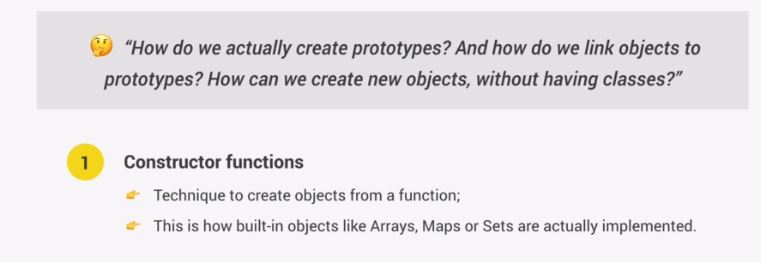 🤔 “How do we actually create prototypes? And how do we link objects to
prototypes? How can we create new objects, without having classes?”
1 Constructor functions
👉 Technique to create objects from a function;
👉 This is how built-in objects like Arrays, Maps or Sets are actually implemented.